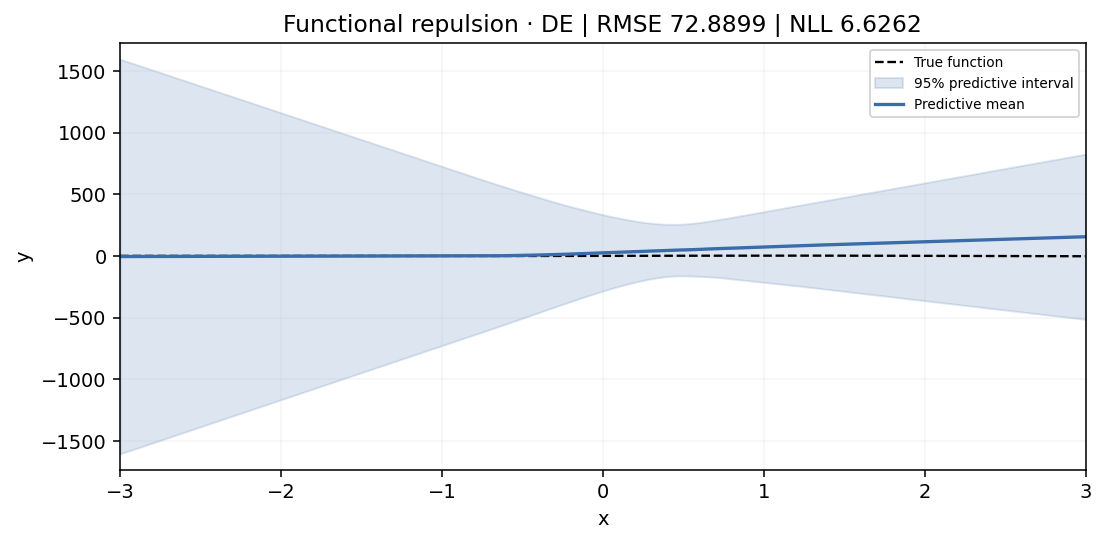 Functional repulsion · DE | RMSE 72.8899 | NLL 6.6262
True function
95% predictive interval
Predictive mean
1500
1000
500
0
−500
−1000
−1500
y
−3
−2
−1
0
1
2
3
x